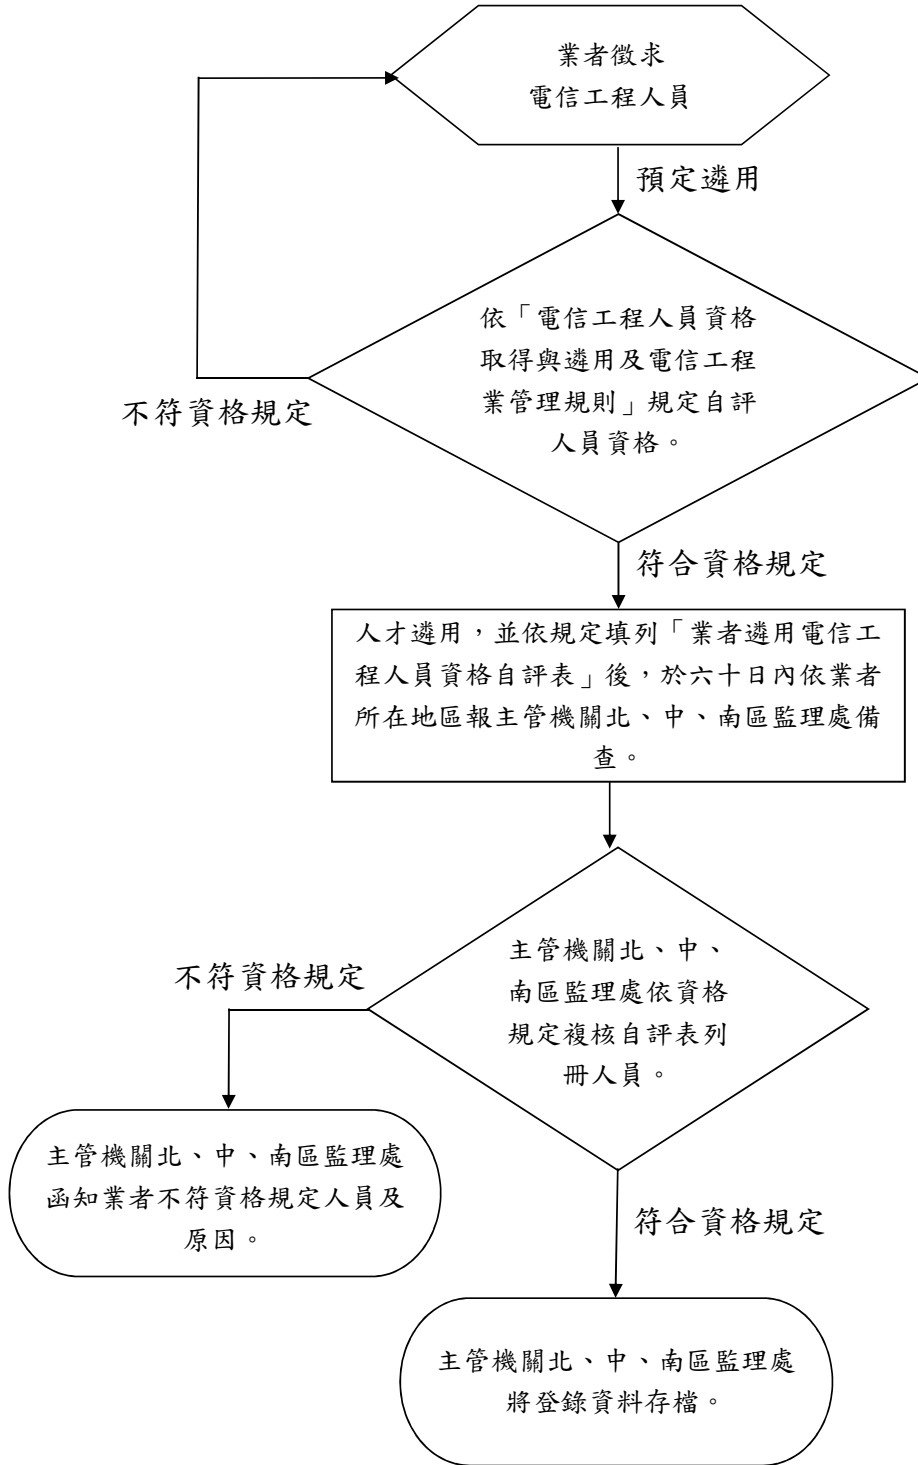 業者徵求
電信工程人員
預定遴用
依「電信工程人員資格
取得與遴用及電信工程
業管理規則」規定自評
人員資格。
不符資格規定
符合資格規定
人才遴用，並依規定填列「業者遴用電信工
程人員資格自評表」後，於六十日內依業者
所在地區報主管機關北、中、南區監理處備
查。
主管機關北、中、
南區監理處依資格
規定複核自評表列
冊人員。
不符資格規定
主管機關北、中、南區監理處
函知業者不符資格規定人員及
原因。
符合資格規定
主管機關北、中、南區監理處
將登錄資料存檔。